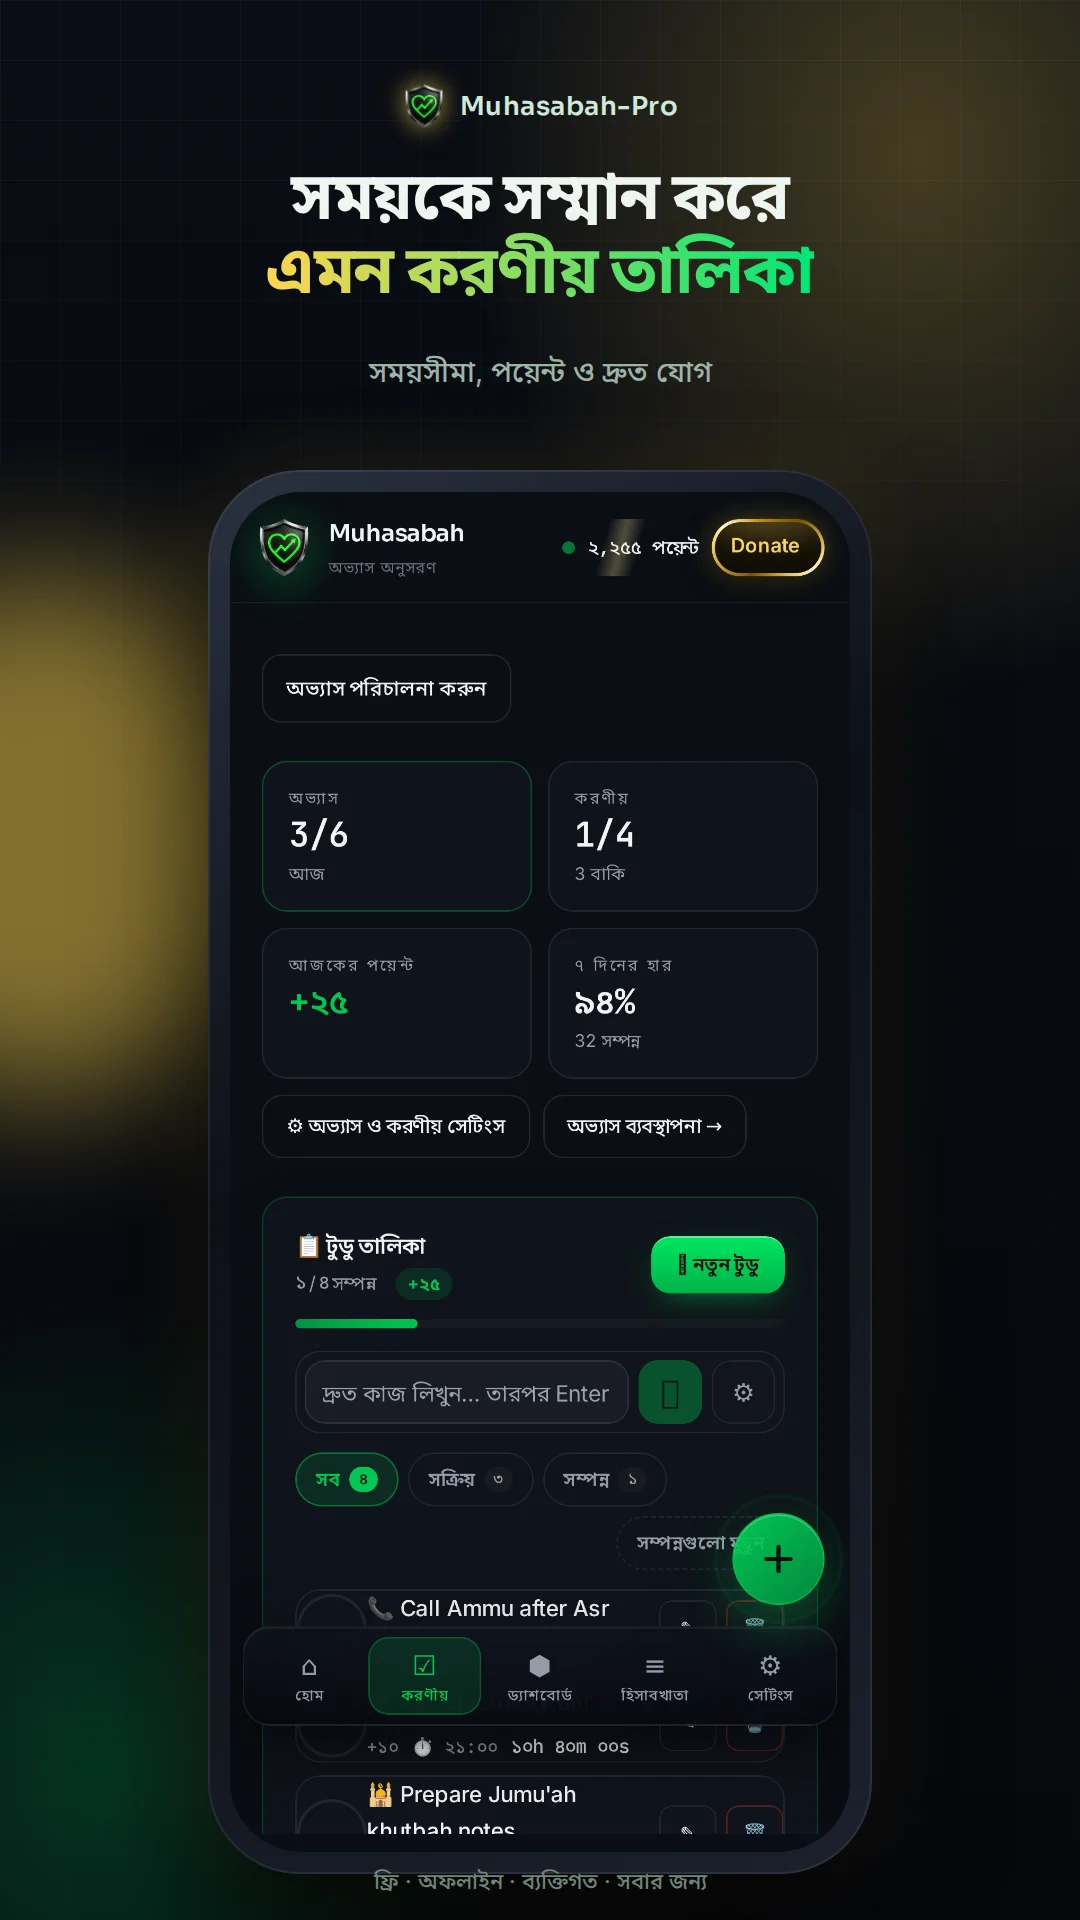 Muhasabah-Pro
সময়কে সম্মান করে
এমন করণীয় তালিকা
সময়সীমা, পয়েন্ট ও দ্রুত যোগ
Muhasabah
অভ্যাস অনুসরণ
২,২৫৫ পয়েন্ট
Donate
অভ্যাস পরিচালনা করুন
অভ্যাস
3/6
আজ
করণীয়
1/4
3 বাকি
আজকের পয়েন্ট
+২৫
৭ দিনের হার
৯৪%
32 সম্পন্ন
⚙ অভ্যাস ও করণীয় সেটিংস
অভ্যাস ব্যবস্থাপনা →
📋 টুডু তালিকা
নতুন টুডু
১/৪ সম্পন্ন +২৫
দ্রুত কাজ লিখুন... তারপর Enter
সব ৪
সক্রিয় ৩
সম্পন্ন ১
সম্পন্নগুলো মুছুন
📞 Call Ammu after Asr
হোম
করণীয়
ড্যাশবোর্ড
হিসাবখাতা
সেটিংস
+১০ ⏱ ২১:০০ ১০h ৪০m ০০s
🕌 Prepare Jumu'ah
khutbah notes
ফ্রি · অফলাইন · ব্যক্তিগত · সবার জন্য